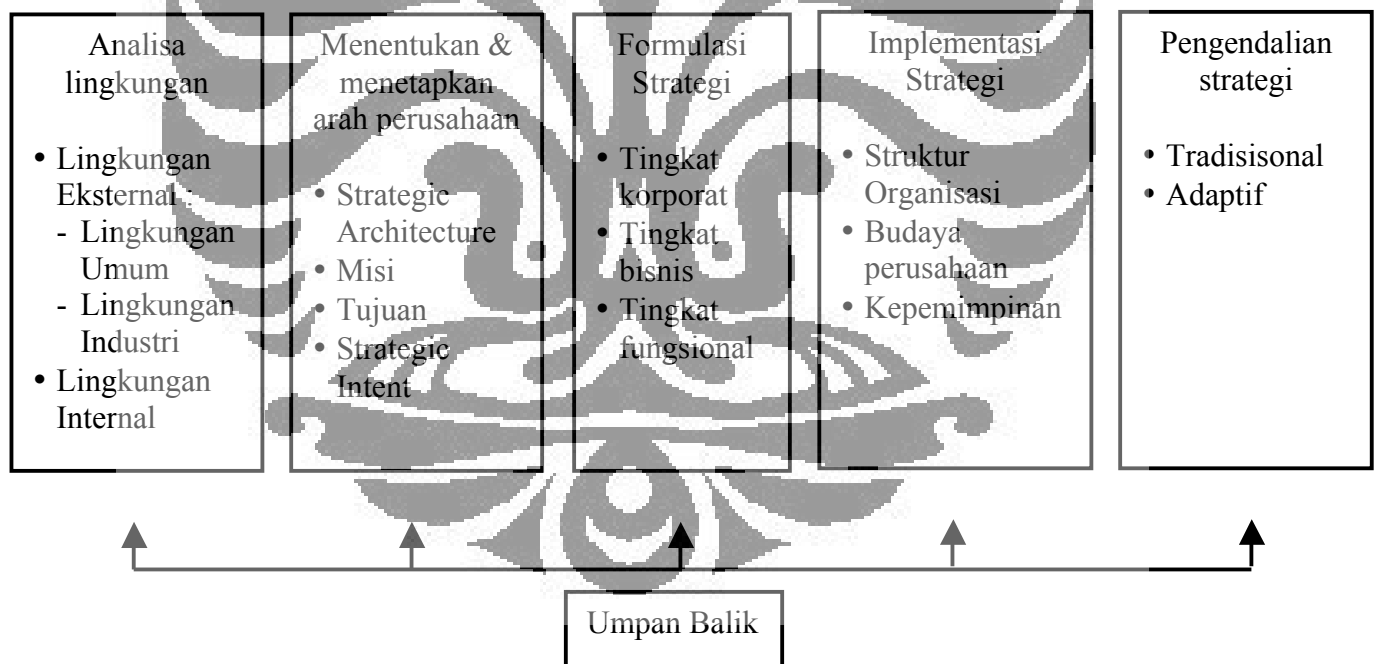 Analisa
lingkungan
• Lingkungan
Eksternal :
- Lingkungan
Umum
- Lingkungan
Industri
• Lingkungan
Internal
Menentukan &
menetapkan
arah perusahaan
• Strategic
Architecture
• Misi
• Tujuan
• Strategic
Intent
Formulasi
Strategi
• Tingkat
korporat
• Tingkat
bisnis
• Tingkat
fungsional
Implementasi
Strategi
• Struktur
Organisasi
• Budaya
perusahaan
• Kepemimpinan
Pengendalian
strategi
• Tradisisonal
• Adaptif
Umpan Balik